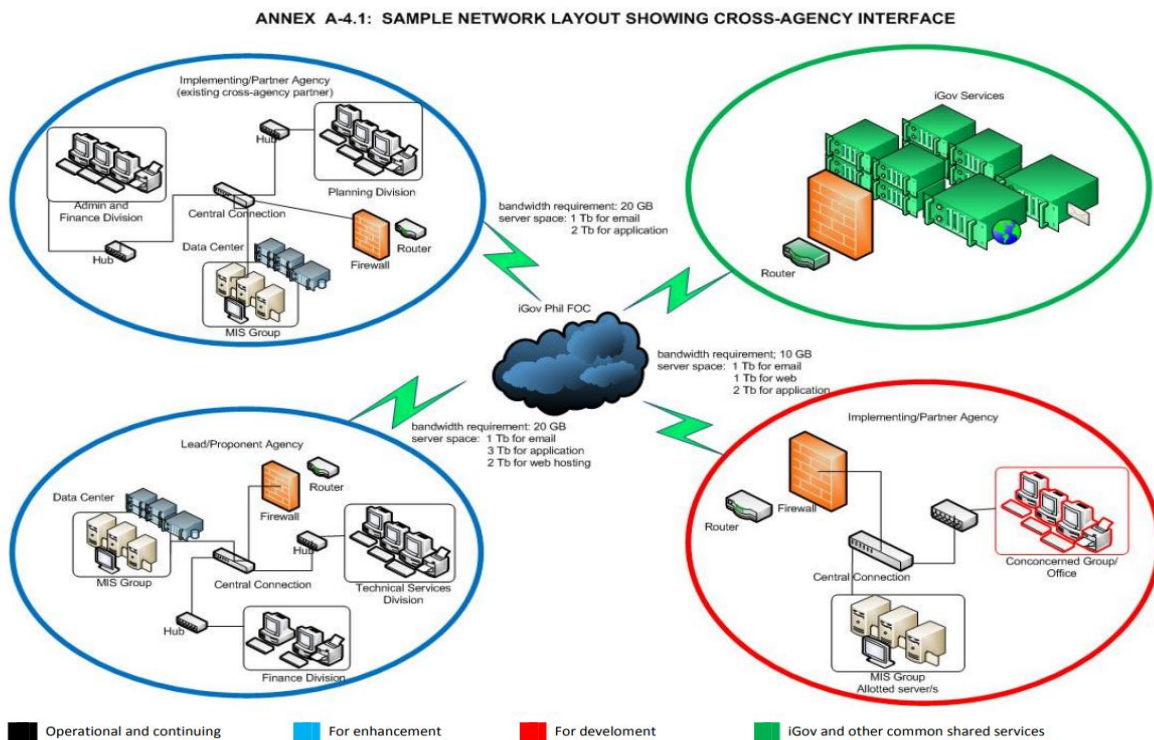 ANNEX A-4.1: SAMPLE NETWORK LAYOUT SHOWING CROSS-AGENCY INTERFACE
Implementing/Partner Agency
(existing cross-agency partner)
Hub
Planning Division
Admin and
Finance Division
Central Connection
Hub
Data Center
Firewall
Router
MIS Group
iGov Services
Router
bandwidth requirement: 20 GB
server space: 1 Tb for email
2 Tb for application
iGov Phil FOC
bandwidth requirement; 10 GB
server space: 1 Tb for email
1 Tb for web
2 Tb for application
bandwidth requirement: 20 GB
server space: 1 Tb for email
3 Tb for application
2 Tb for web hosting
Lead/Proponent Agency
Router
Data Center
Firewall
Hub
MIS Group
Central Connection
Technical Services
Division
Hub
Finance Division
Implementing/Partner Agency
Router
Firewall
Central Connection
Conconcerned Group/
Office
MIS Group
Allotted server/s
Operational and continuing
For enhancement
For develoment
iGov and other common shared services